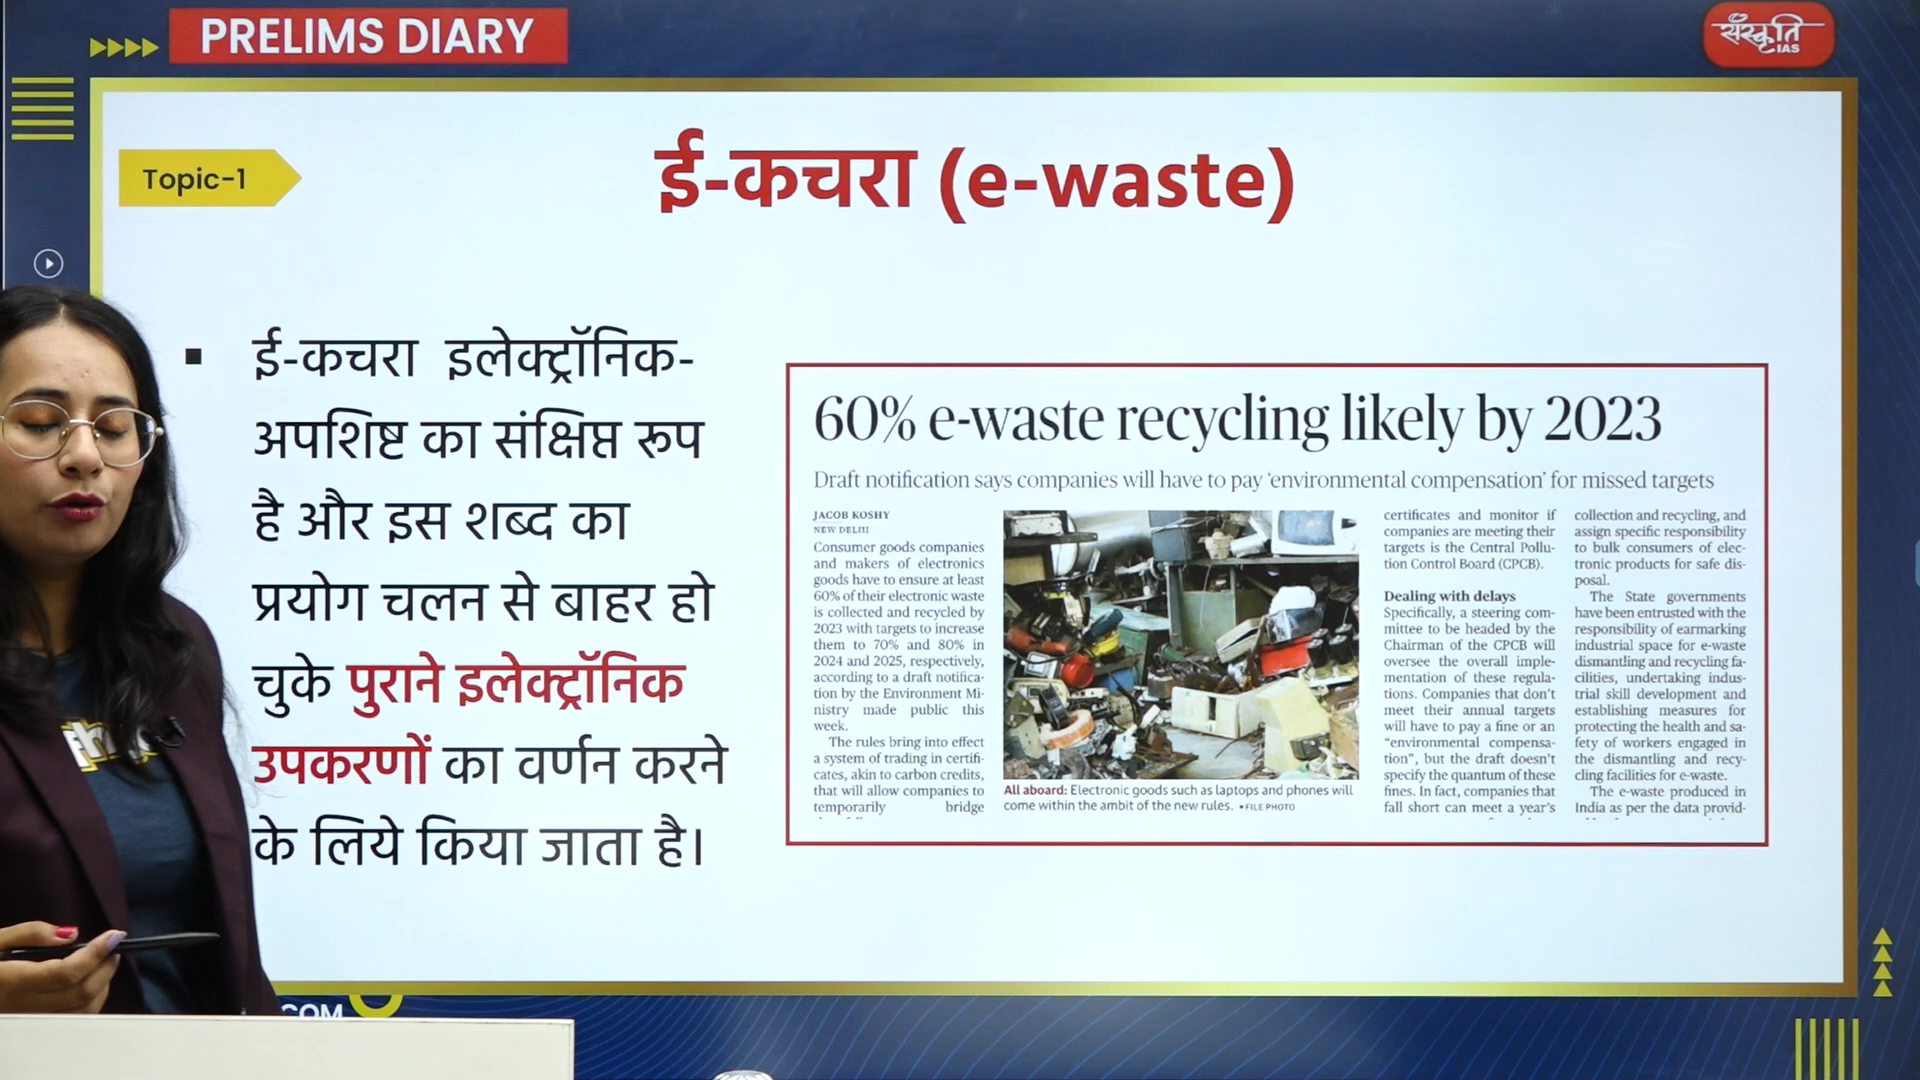 PRELIMS DIARY
संस्कृति
IAS
Topic-1
ई-कचरा (e-waste)
▪ ई-कचरा इलेक्ट्रॉनिक-
अपशिष्ट का संक्षिप्त रूप
है और इस शब्द का
प्रयोग चलन से बाहर हो
चुके पुराने इलेक्ट्रॉनिक
उपकरणों का वर्णन करने
के लिये किया जाता है।
60% e-waste recycling likely by 2023
Draft notification says companies will have to pay ‘environmental compensation’ for missed targets
JACOB KOSHY
NEW DELHI
Consumer goods companies
and makers of electronics
goods have to ensure at least
60% of their electronic waste
is collected and recycled by
2023 with targets to increase
them to 70% and 80% in
2024 and 2025, respectively,
according to a draft notifica-
tion by the Environment Mi-
nistry made public this
week.
The rules bring into effect
a system of trading in certifi-
cates, akin to carbon credits,
that will allow companies to
temporarily bridge
All aboard: Electronic goods such as laptops and phones will
come within the ambit of the new rules. •FILE PHOTO
certificates and monitor if
companies are meeting their
targets is the Central Pollu-
tion Control Board (CPCB).
Dealing with delays
Specifically, a steering com-
mittee to be headed by the
Chairman of the CPCB will
oversee the overall imple-
mentation of these regula-
tions. Companies that don’t
meet their annual targets
will have to pay a fine or an
“environmental compensa-
tion”, but the draft doesn’t
specify the quantum of these
fines. In fact, companies that
fall short can meet a year’s
collection and recycling, and
assign specific responsibility
to bulk consumers of elec-
tronic products for safe dis-
posal.
The State governments
have been entrusted with the
responsibility of earmarking
industrial space for e-waste
dismantling and recycling fa-
cilities, undertaking indus-
trial skill development and
establishing measures for
protecting the health and sa-
fety of workers engaged in
the dismantling and recy-
cling facilities for e-waste.
The e-waste produced in
India as per the data provid-
.COM